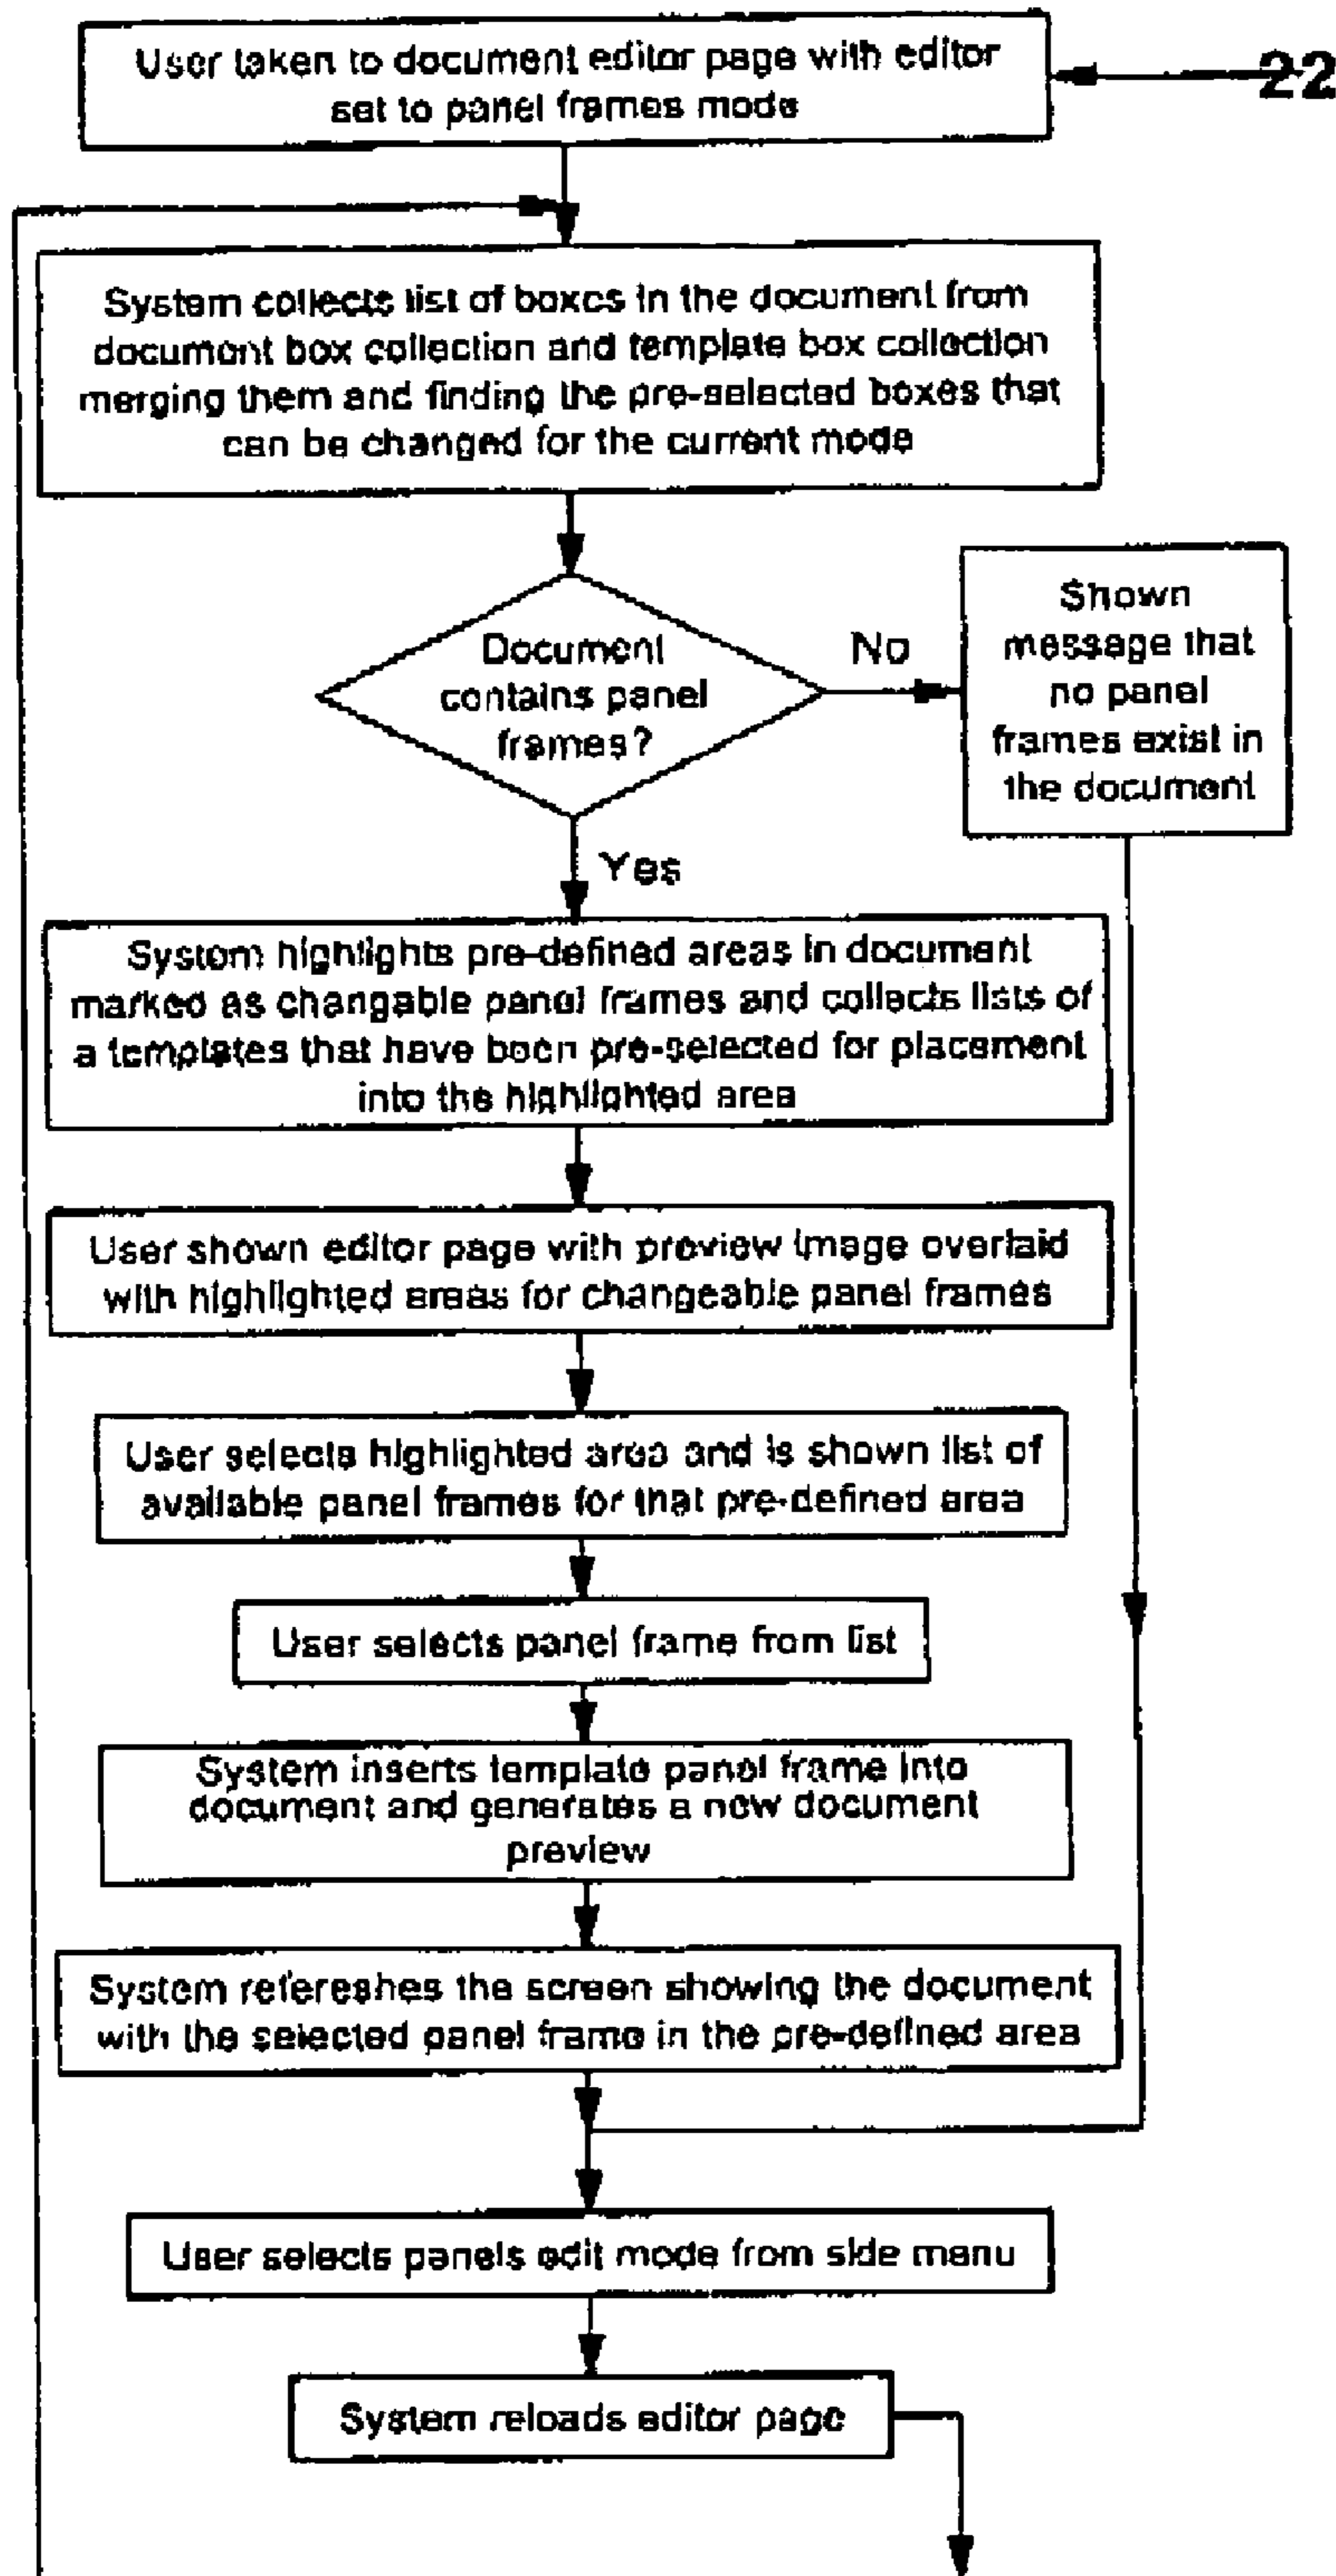 User taken to document editor page with editor
set to panel frames mode
22
System collects list of boxes in the document from
document box collection and template box collection
merging them and finding the pre-selected boxes that
can be changed for the current mode
Document
contains panel
frames?
No
Shown
message that
no panel
frames exist in
the document
Yes
System highlights pre-defined areas in document
marked as changable panel frames and collects lists of
a templates that have been pre-selected for placement
into the highlighted area
User shown editor page with preview image overlaid
with highlighted areas for changeable panel frames
User selects highlighted area and is shown list of
available panel frames for that pre-defined area
User selects panel frame from list
System inserts template panel frame into
document and generates a new document
preview
System refereshes the screen showing the document
with the selected panel frame in the pre-defined area
User selects panels edit mode from side menu
System reloads editor page